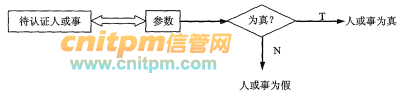 待认证人或事
参数
为真?
T
人或事为真
N
人或事为假
cnitpm信管网
www.cnitpm.com